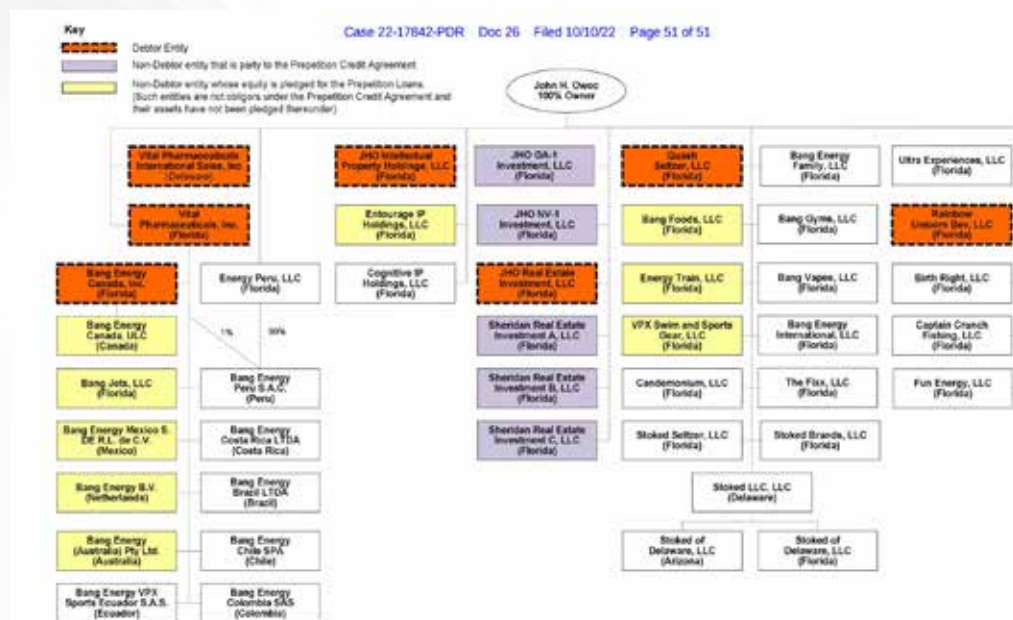 Case 22-17842-PDR Doc 26 Filed 10/10/22 Page 51 of 51
Key
Debtor Entity
Non-Debtor entity that is party to the Prepetition Credit Agreement
Non-Debtor entity whose equity is pledged for the Prepetition Loans.
(Such entities are not obligors under the Prepetition Credit Agreement and
their assets have not been pledged thereunder)
John H. Owoc
100% Owner
Vital Pharmaceuticals
International Sales, Inc.
(Delaware)
JHO Intellectual
Property Holdings, LLC
(Florida)
JHO GA-1
Investment, LLC
(Florida)
Quash
Seltzer, LLC
(Florida)
Bang Energy
Family, LLC
(Florida)
Ultra Experiences, LLC
(Florida)
Vital
Pharmaceuticals, Inc.
(Florida)
Entourage IP
Holdings, LLC
(Florida)
JHO NV-1
Investment, LLC
(Florida)
Bang Foods, LLC
(Florida)
Bang Gyms, LLC
(Florida)
Rainbow
Unicorn Bev, LLC
(Florida)
Bang Energy
Canada, Inc.
(Florida)
Energy Peru, LLC
(Florida)
Cognitive IP
Holdings, LLC
(Florida)
JHO Real Estate
Investment, LLC
(Florida)
Energy Train, LLC
(Florida)
Bang Vapes, LLC
(Florida)
Birth Right, LLC
(Florida)
Bang Energy
Canada, ULC
(Canada)
1%
99%
Sheridan Real Estate
Investment A, LLC
(Florida)
VPX Swim and Sports
Gear, LLC
(Florida)
Bang Energy
International, LLC
(Florida)
Captain Crunch
Fishing, LLC
(Florida)
Bang Jets, LLC
(Florida)
Bang Energy
Peru S.A.C.
(Peru)
Sheridan Real Estate
Investment B, LLC
(Florida)
Candemonium, LLC
(Florida)
The Fixx, LLC
(Florida)
Fun Energy, LLC
(Florida)
Bang Energy Mexico S.
DE R.L. de C.V.
(Mexico)
Bang Energy
Costa Rica LTDA
(Costa Rica)
Sheridan Real Estate
Investment C, LLC
(Florida)
Stoked Seltzer, LLC
(Florida)
Stoked Brands, LLC
(Florida)
Bang Energy B.V.
(Netherlands)
Bang Energy
Brazil LTDA
(Brazil)
Stoked LLC, LLC
(Delaware)
Bang Energy
(Australia) Pty Ltd.
(Australia)
Bang Energy
Chile SPA
(Chile)
Stoked of
Delaware, LLC
(Arizona)
Stoked of
Delaware, LLC
(Florida)
Bang Energy VPX
Sports Ecuador S.A.S.
(Ecuador)
Bang Energy
Colombia SAS
(Colombia)